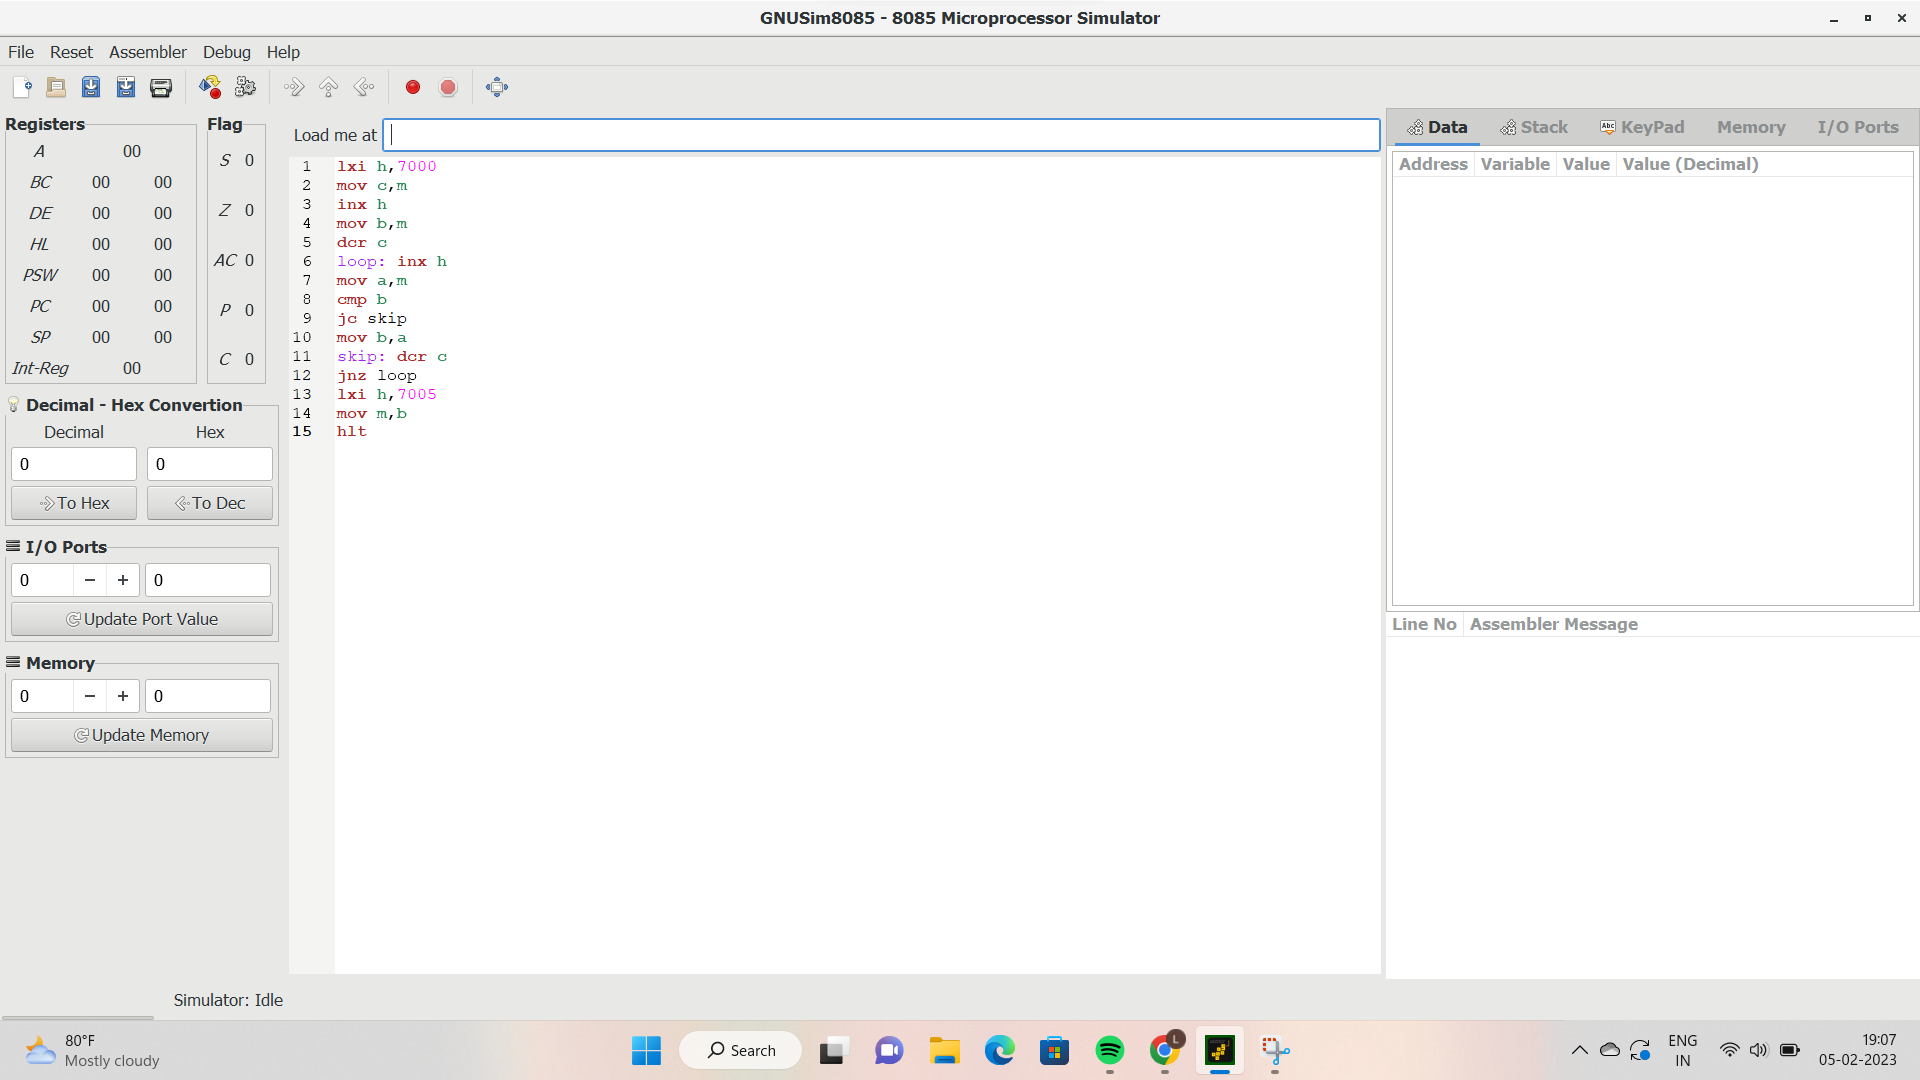 GNUSim8085 - 8085 Microprocessor Simulator
File Reset Assembler Debug Help
Registers
A 00
BC 00 00
DE 00 00
HL 00 00
PSW 00 00
PC 00 00
SP 00 00
Int-Reg 00
Flag
S 0
Z 0
AC 0
P 0
C 0
Decimal - Hex Convertion
Decimal Hex
0 0
To Hex To Dec
I/O Ports
0 − + 0
Update Port Value
Memory
0 − + 0
Update Memory
Load me at
1 lxi h,7000
2 mov c,m
3 inx h
4 mov b,m
5 dcr c
6 loop: inx h
7 mov a,m
8 cmp b
9 jc skip
10 mov b,a
11 skip: dcr c
12 jnz loop
13 lxi h,7005
14 mov m,b
15 hlt
Data Stack Abc KeyPad Memory I/O Ports
Address Variable Value Value (Decimal)
Line No Assembler Message
Simulator: Idle
80°F
Mostly cloudy
Search
L
ENG
IN
19:07
05-02-2023